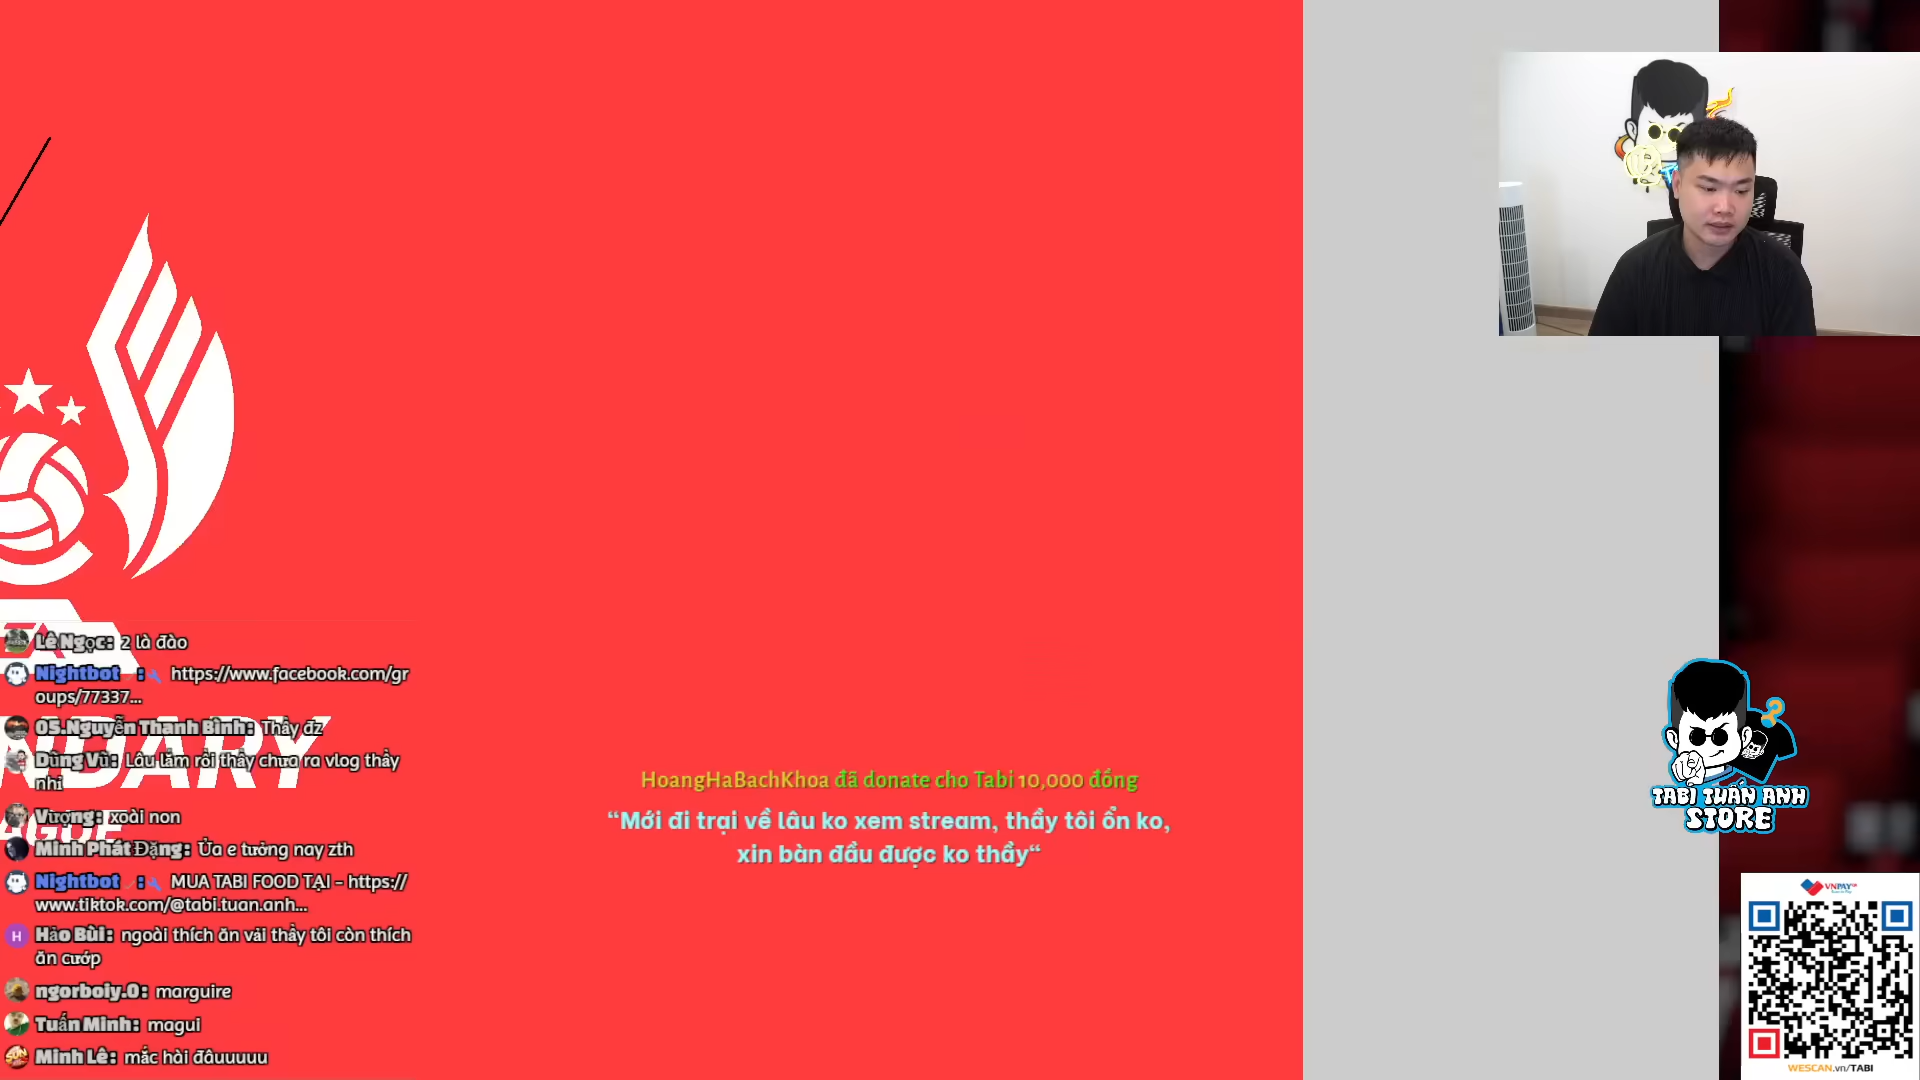 NDARY
Lê Ngọc: 2 là đào
Nightbot : https://www.facebook.com/gr
oups/77337...
05.Nguyễn Thanh Bình: Thầy đz
Dũng Vũ: Lâu lắm rồi thầy chưa ra vlog thầy
nhỉ
Vượng: xoài non
Minh Phát Đặng: Ủa e tưởng nay zth
Nightbot : MUA TABI FOOD TẠI - https://
www.tiktok.com/@tabi.tuan.anh...
Hảo Bùi: ngoài thích ăn vải thầy tôi còn thích
ăn cướp
ngorboiy.0: marguire
Tuấn Minh: magui
Minh Lê: mắc hài đâuuuuu
HoangHaBachKhoa đã donate cho Tabi 10,000 đồng
“Mới đi trại về lâu ko xem stream, thầy tôi ổn ko,
xin bàn đầu được ko thầy“
TABI TUẤN ANH
STORE
VNPAY
WESCAN.vn/TABI